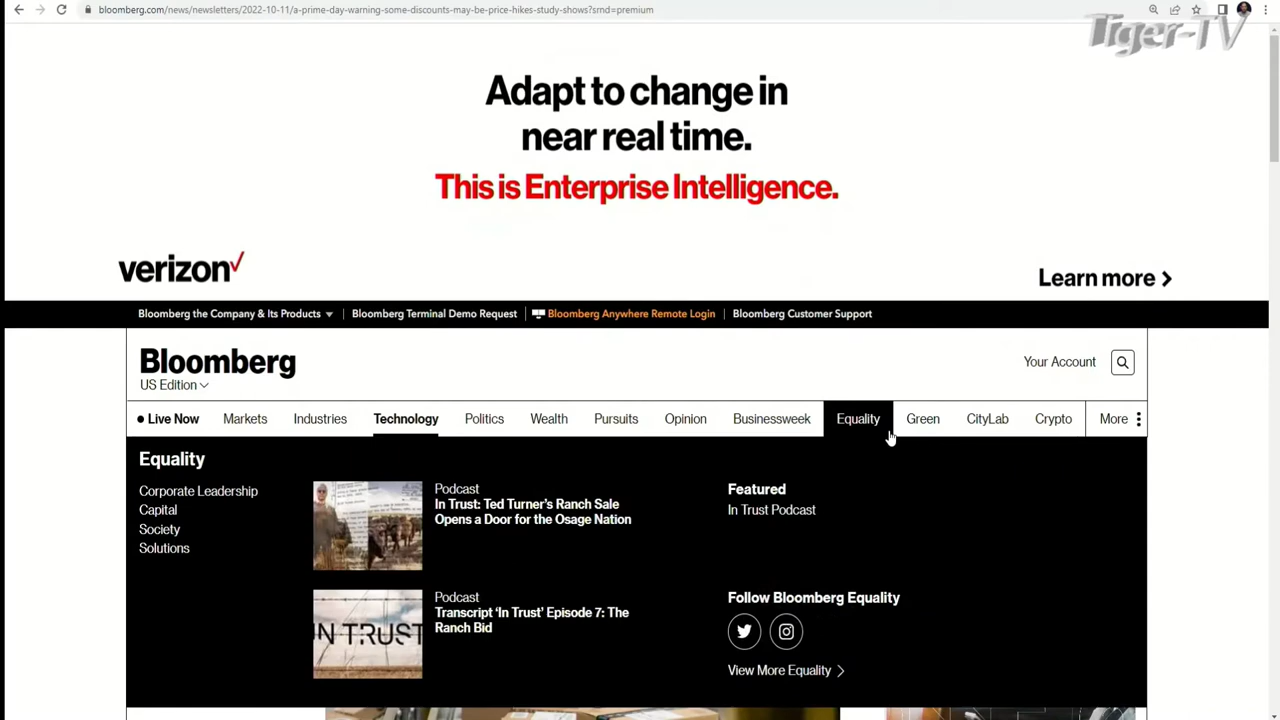 bloomberg.com/news/newsletters/2022-10-11/a-prime-day-warning-some-discounts-may-be-price-hikes-study-shows?srnd=premium
Tiger-TV
Adapt to change in
near real time.
This is Enterprise Intelligence.
verizon
Learn more
Bloomberg the Company & Its Products
Bloomberg Terminal Demo Request
Bloomberg Anywhere Remote Login
Bloomberg Customer Support
Bloomberg
US Edition
Your Account
Live Now
Markets
Industries
Technology
Politics
Wealth
Pursuits
Opinion
Businessweek
Equality
Green
CityLab
Crypto
More
Equality
Corporate Leadership
Capital
Society
Solutions
Podcast
In Trust: Ted Turner's Ranch Sale
Opens a Door for the Osage Nation
Podcast
Transcript ‘In Trust’ Episode 7: The
Ranch Bid
IN TRUST
Featured
In Trust Podcast
Follow Bloomberg Equality
View More Equality